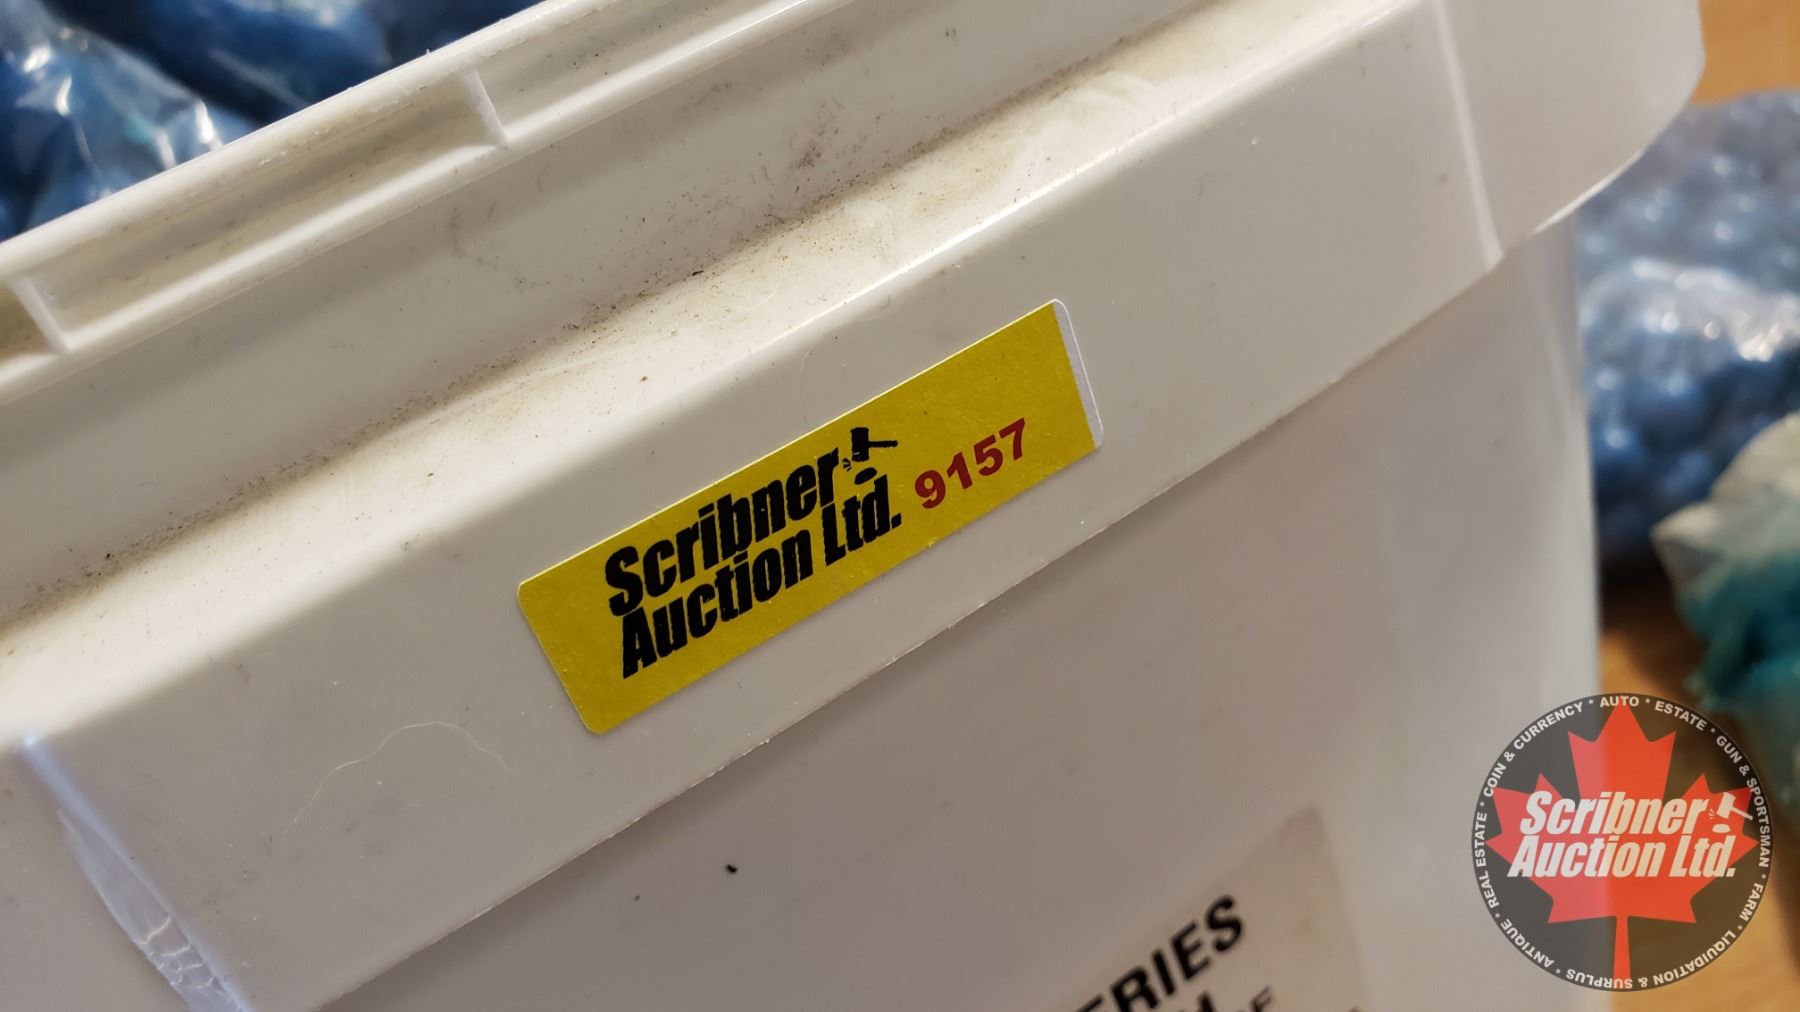 Scribner
Auction Ltd. 9157
ERIES
COIN & CURRENCY * AUTO * ESTATE * GUN & SPORTSMAN * FARM * LIQUIDATION & SURPLUS * ANTIQUE * REAL ESTATE *
Scribner
Auction Ltd.